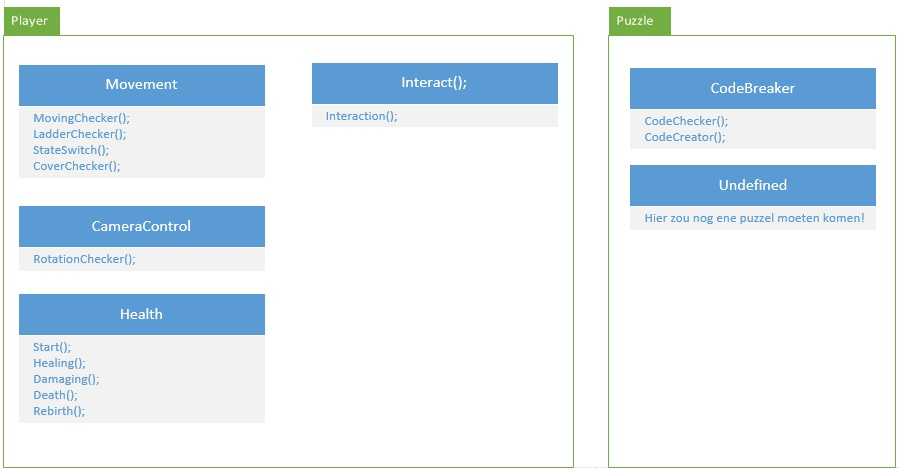 Player
Movement
MovingChecker();
LadderChecker();
StateSwitch();
CoverChecker();
CameraControl
RotationChecker();
Health
Start();
Healing();
Damaging();
Death();
Rebirth();
Interact();
Interaction();
Puzzle
CodeBreaker
CodeChecker();
CodeCreator();
Undefined
Hier zou nog ene puzzel moeten komen!